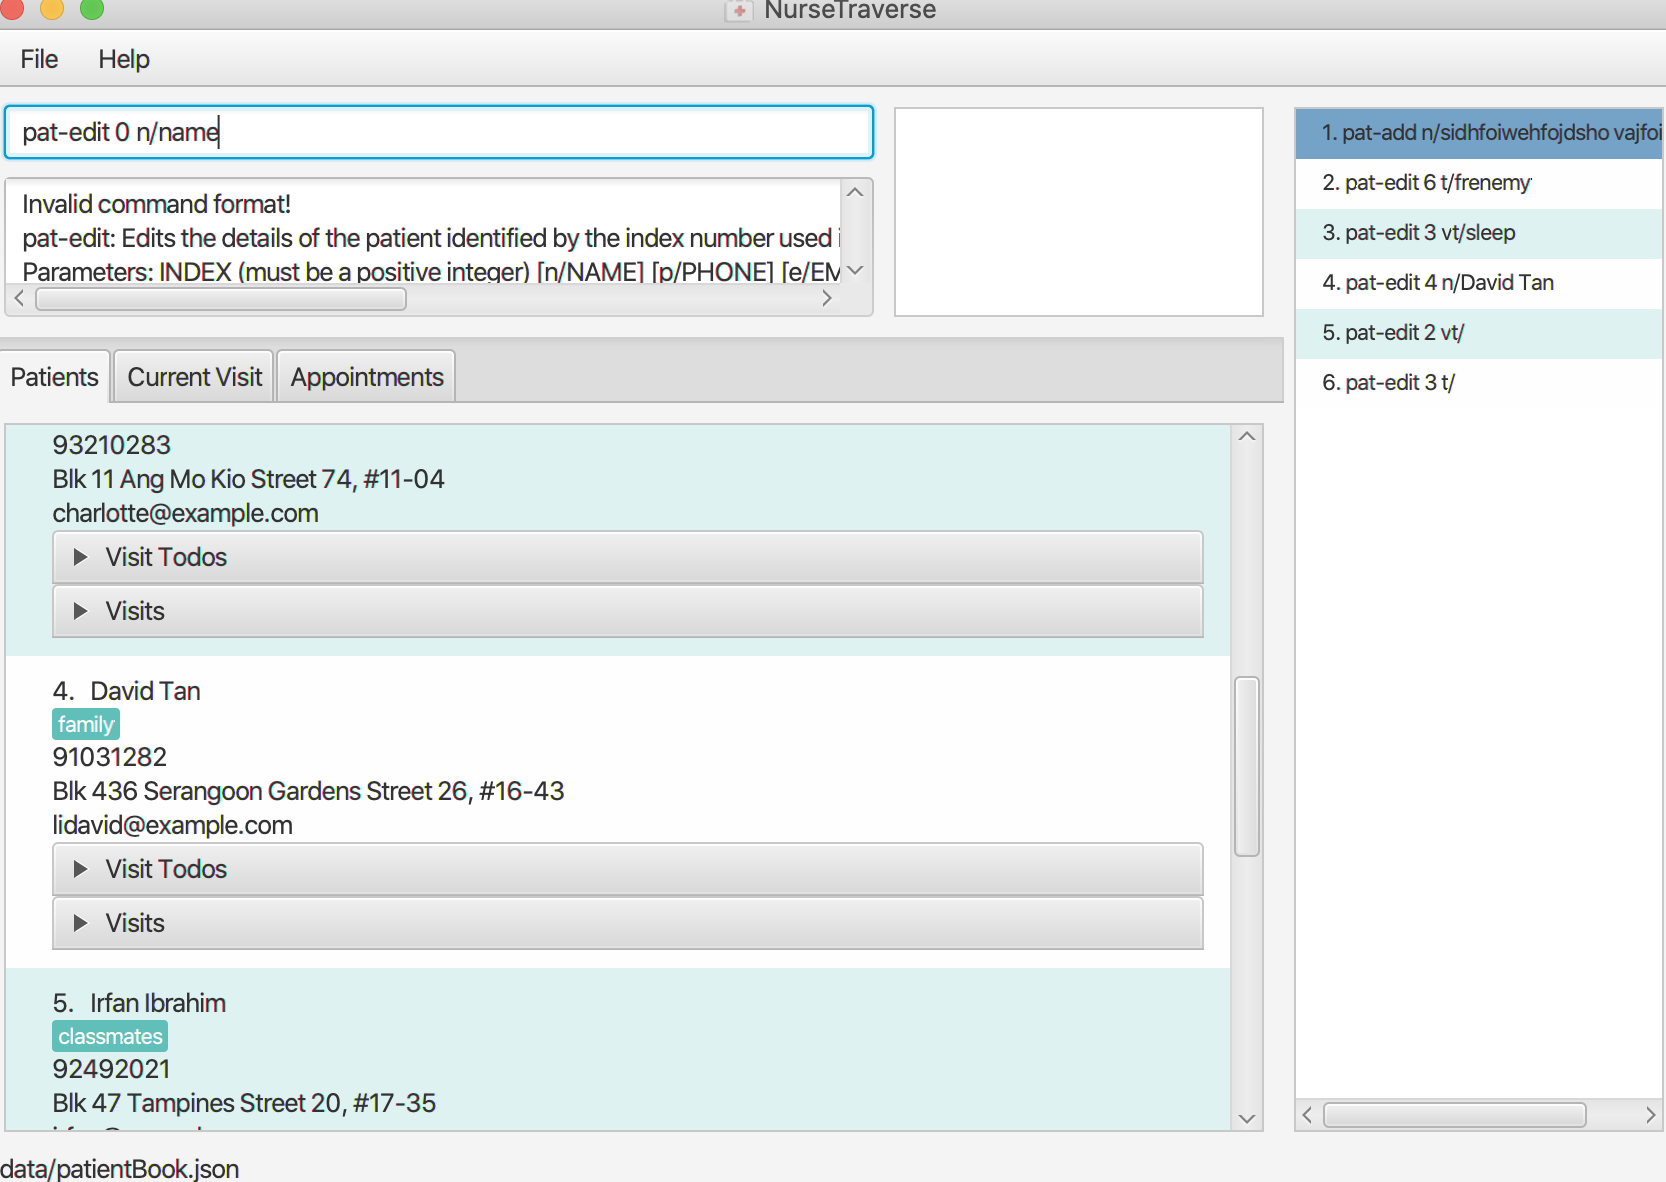 NurseTraverse
File Help
pat-edit 0 n/name
Invalid command format!
pat-edit: Edits the details of the patient identified by the index number used
Parameters: INDEX (must be a positive integer) [n/NAME] [p/PHONE] [e/EM
Patients Current Visit Appointments
93210283
Blk 11 Ang Mo Kio Street 74, #11-04
charlotte@example.com
Visit Todos
Visits
4. David Tan
family
91031282
Blk 436 Serangoon Gardens Street 26, #16-43
lidavid@example.com
Visit Todos
Visits
5. Irfan Ibrahim
classmates
92492021
Blk 47 Tampines Street 20, #17-35
1. pat-add n/sidhfoiwehfojdsho vajfoi
2. pat-edit 6 t/frenemy
3. pat-edit 3 vt/sleep
4. pat-edit 4 n/David Tan
5. pat-edit 2 vt/
6. pat-edit 3 t/
data/patientBook.json